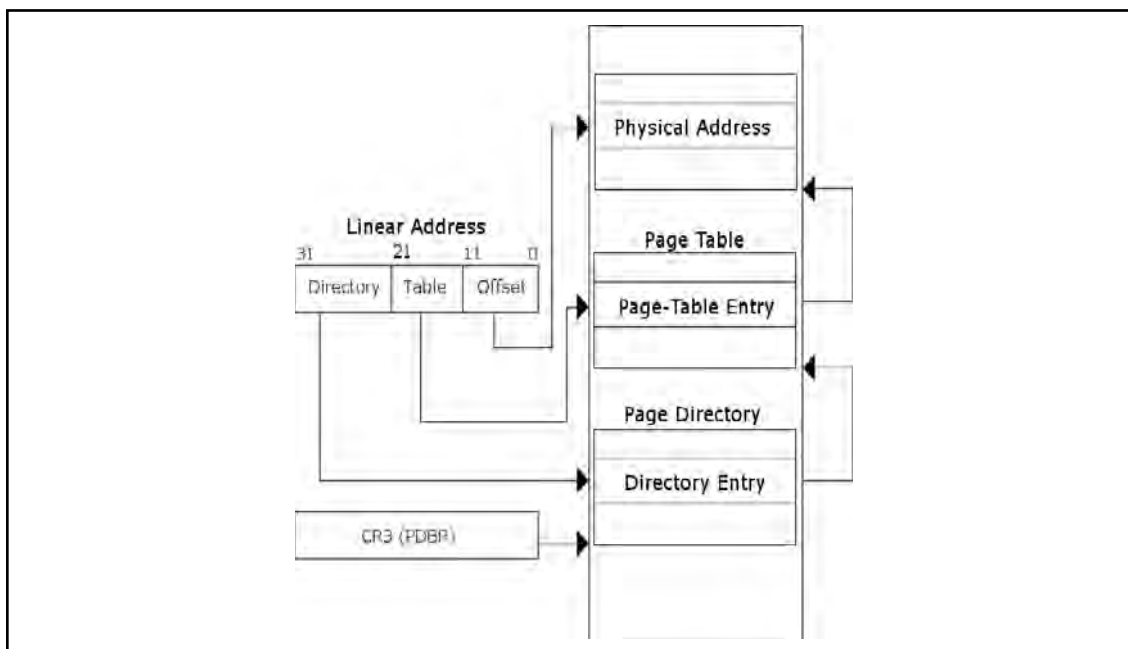 Physical Address
Linear Address
31 21 11 0
Directory Table Offset
Page Table
Page-Table Entry
Page Directory
Directory Entry
CR3 (PDBR)